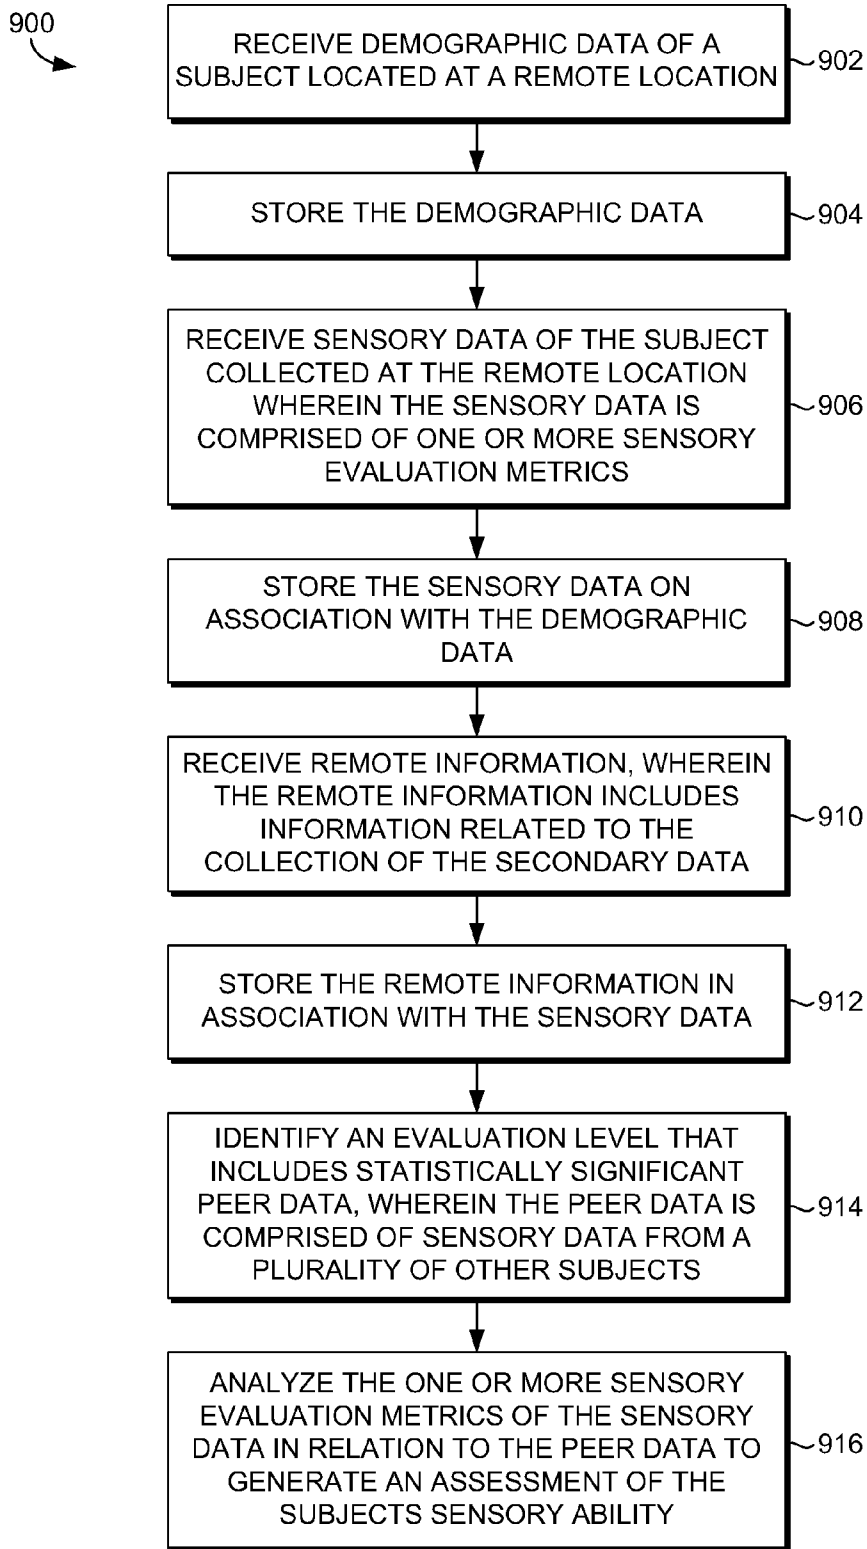 900
RECEIVE DEMOGRAPHIC DATA OF A
SUBJECT LOCATED AT A REMOTE LOCATION
902
STORE THE DEMOGRAPHIC DATA
904
RECEIVE SENSORY DATA OF THE SUBJECT
COLLECTED AT THE REMOTE LOCATION
WHEREIN THE SENSORY DATA IS
COMPRISED OF ONE OR MORE SENSORY
EVALUATION METRICS
906
STORE THE SENSORY DATA ON
ASSOCIATION WITH THE DEMOGRAPHIC
DATA
908
RECEIVE REMOTE INFORMATION, WHEREIN
THE REMOTE INFORMATION INCLUDES
INFORMATION RELATED TO THE
COLLECTION OF THE SECONDARY DATA
910
STORE THE REMOTE INFORMATION IN
ASSOCIATION WITH THE SENSORY DATA
912
IDENTIFY AN EVALUATION LEVEL THAT
INCLUDES STATISTICALLY SIGNIFICANT
PEER DATA, WHEREIN THE PEER DATA IS
COMPRISED OF SENSORY DATA FROM A
PLURALITY OF OTHER SUBJECTS
914
ANALYZE THE ONE OR MORE SENSORY
EVALUATION METRICS OF THE SENSORY
DATA IN RELATION TO THE PEER DATA TO
GENERATE AN ASSESSMENT OF THE
SUBJECTS SENSORY ABILITY
916